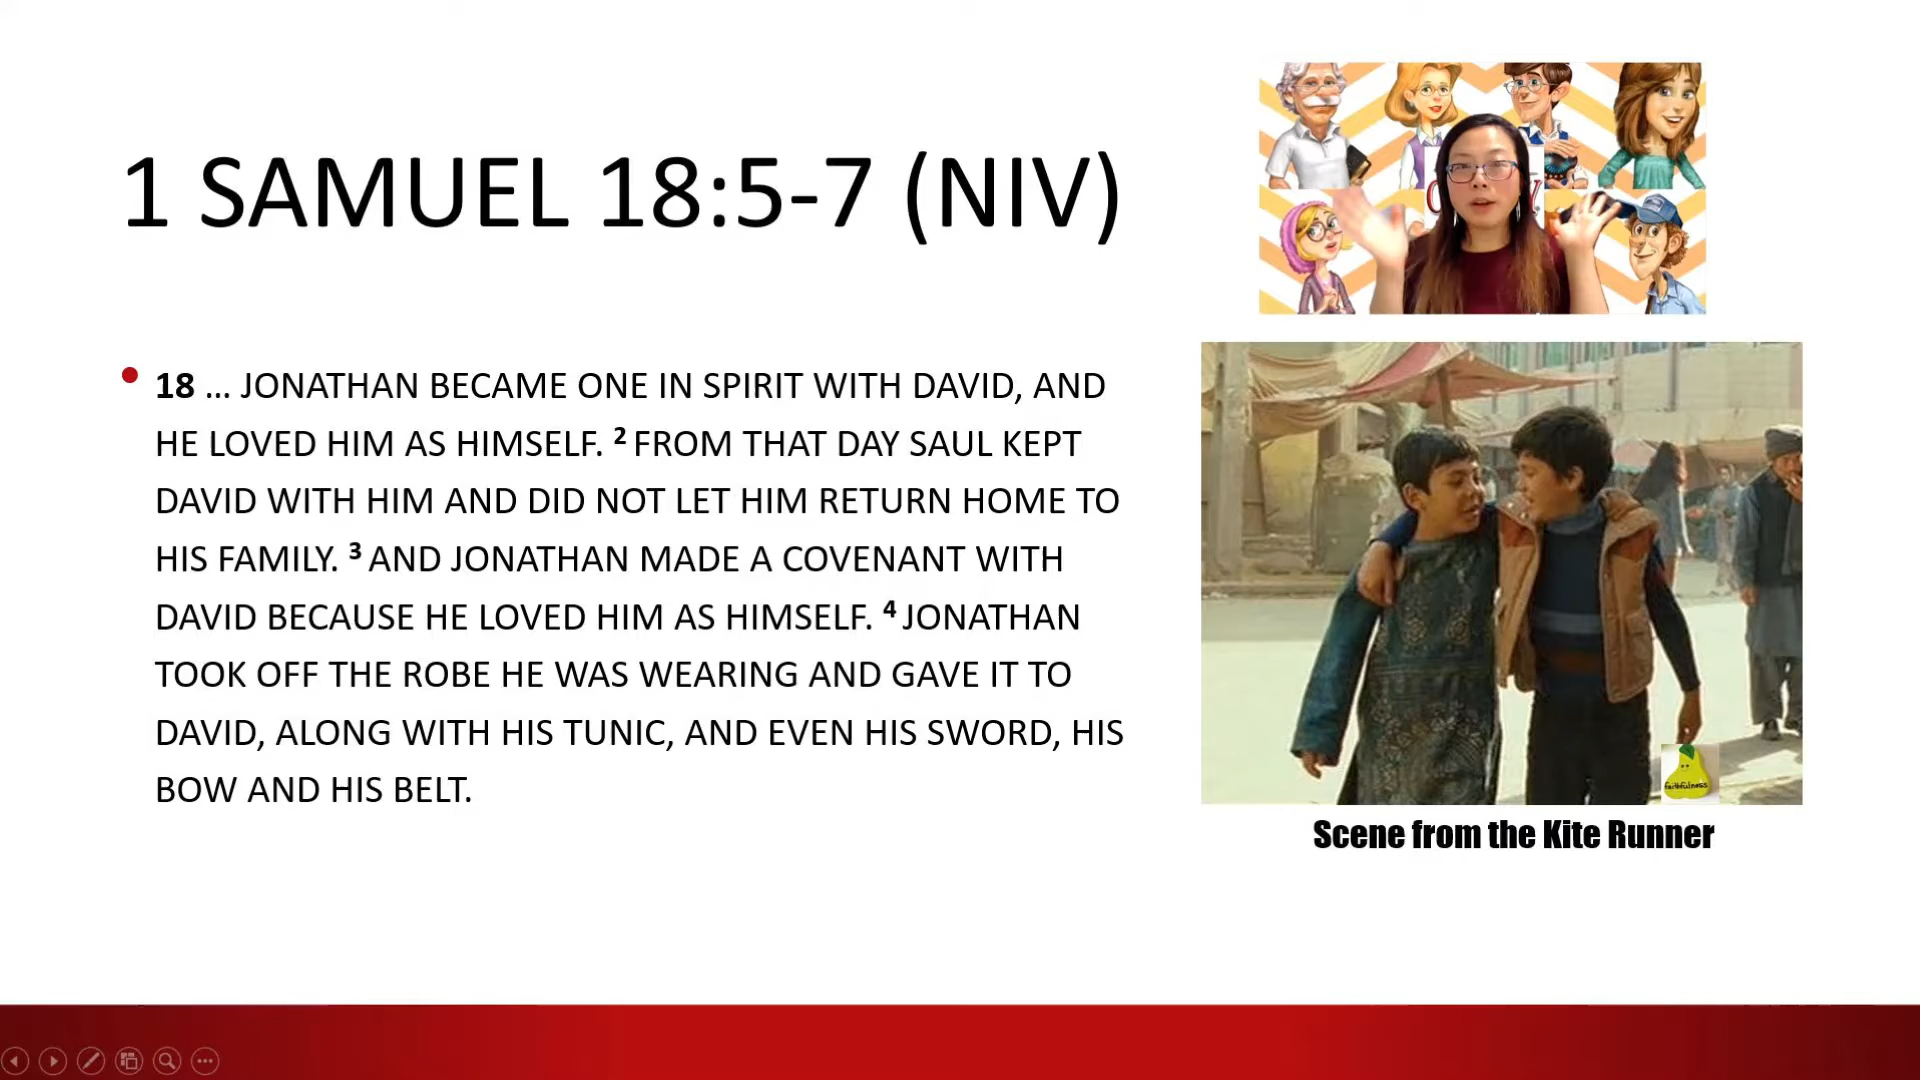 1 SAMUEL 18:5-7 (NIV)
• 18 ... JONATHAN BECAME ONE IN SPIRIT WITH DAVID, AND
HE LOVED HIM AS HIMSELF. 2 FROM THAT DAY SAUL KEPT
DAVID WITH HIM AND DID NOT LET HIM RETURN HOME TO
HIS FAMILY. 3 AND JONATHAN MADE A COVENANT WITH
DAVID BECAUSE HE LOVED HIM AS HIMSELF. 4 JONATHAN
TOOK OFF THE ROBE HE WAS WEARING AND GAVE IT TO
DAVID, ALONG WITH HIS TUNIC, AND EVEN HIS SWORD, HIS
BOW AND HIS BELT.
faithfulness
Scene from the Kite Runner